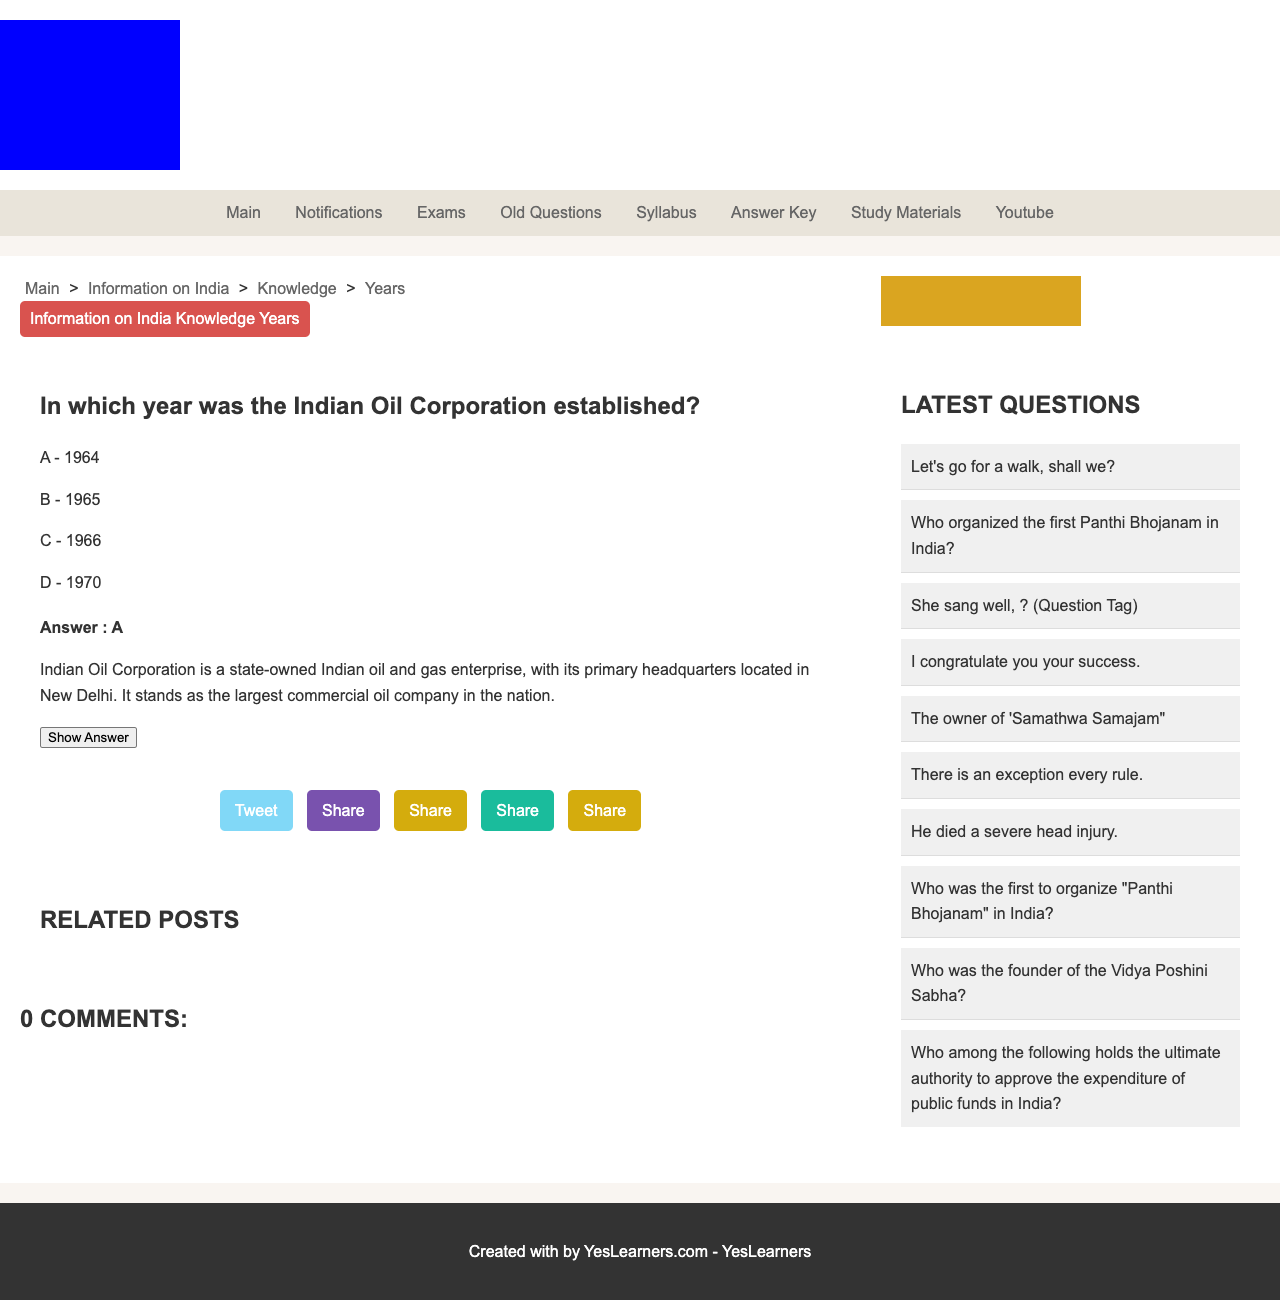 Main Notifications Exams Old Questions Syllabus Answer Key Study Materials Youtube
Main > Information on India > Knowledge > Years
Information on India Knowledge Years
In which year was the Indian Oil Corporation established?
A - 1964
B - 1965
C - 1966
D - 1970
Answer : A
Indian Oil Corporation is a state-owned Indian oil and gas enterprise, with its primary headquarters located in
New Delhi. It stands as the largest commercial oil company in the nation.
Show Answer
Tweet Share Share Share Share
RELATED POSTS
0 COMMENTS:
LATEST QUESTIONS
Let's go for a walk, shall we?
Who organized the first Panthi Bhojanam in
India?
She sang well, ? (Question Tag)
I congratulate you your success.
The owner of 'Samathwa Samajam"
There is an exception every rule.
He died a severe head injury.
Who was the first to organize "Panthi
Bhojanam" in India?
Who was the founder of the Vidya Poshini
Sabha?
Who among the following holds the ultimate
authority to approve the expenditure of
public funds in India?
Created with by YesLearners.com - YesLearners